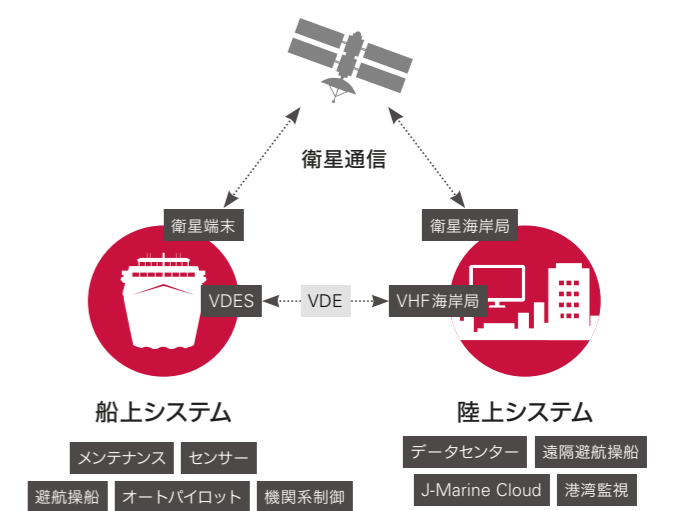 衛星通信
衛星端末
衛星海岸局
VDES
VDE
VHF海岸局
船上システム
陸上システム
メンテナンス
センサー
避航操船
オートパイロット
機関系制御
データセンター
遠隔避航操船
J-Marine Cloud
港湾監視